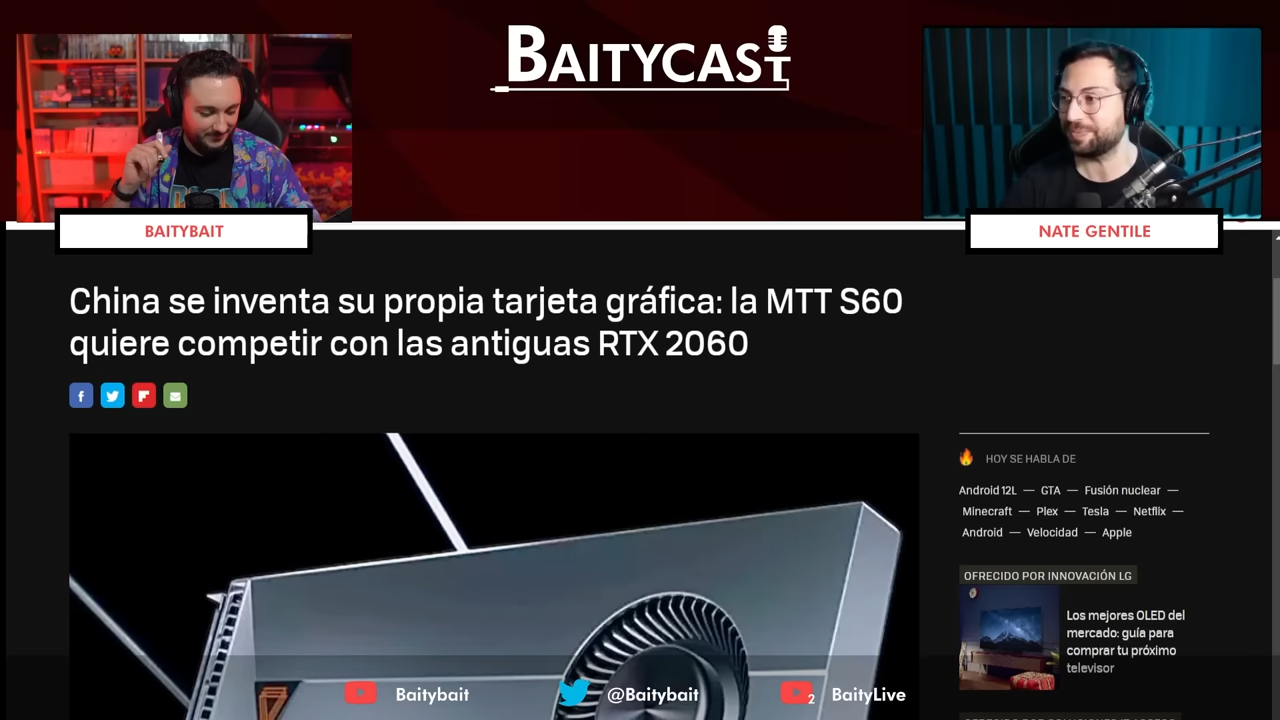 BAITYCAST
BAITYBAIT
NATE GENTILE
China se inventa su propia tarjeta gráfica: la MTT S60
quiere competir con las antiguas RTX 2060
HOY SE HABLA DE
Android 12L — GTA — Fusión nuclear —
Minecraft — Plex — Tesla — Netflix —
Android — Velocidad — Apple
OFRECIDO POR INNOVACIÓN LG
Los mejores OLED del
mercado: guía para
comprar tu próximo
televisor
Baitybait
@Baitybait
2 BaityLive